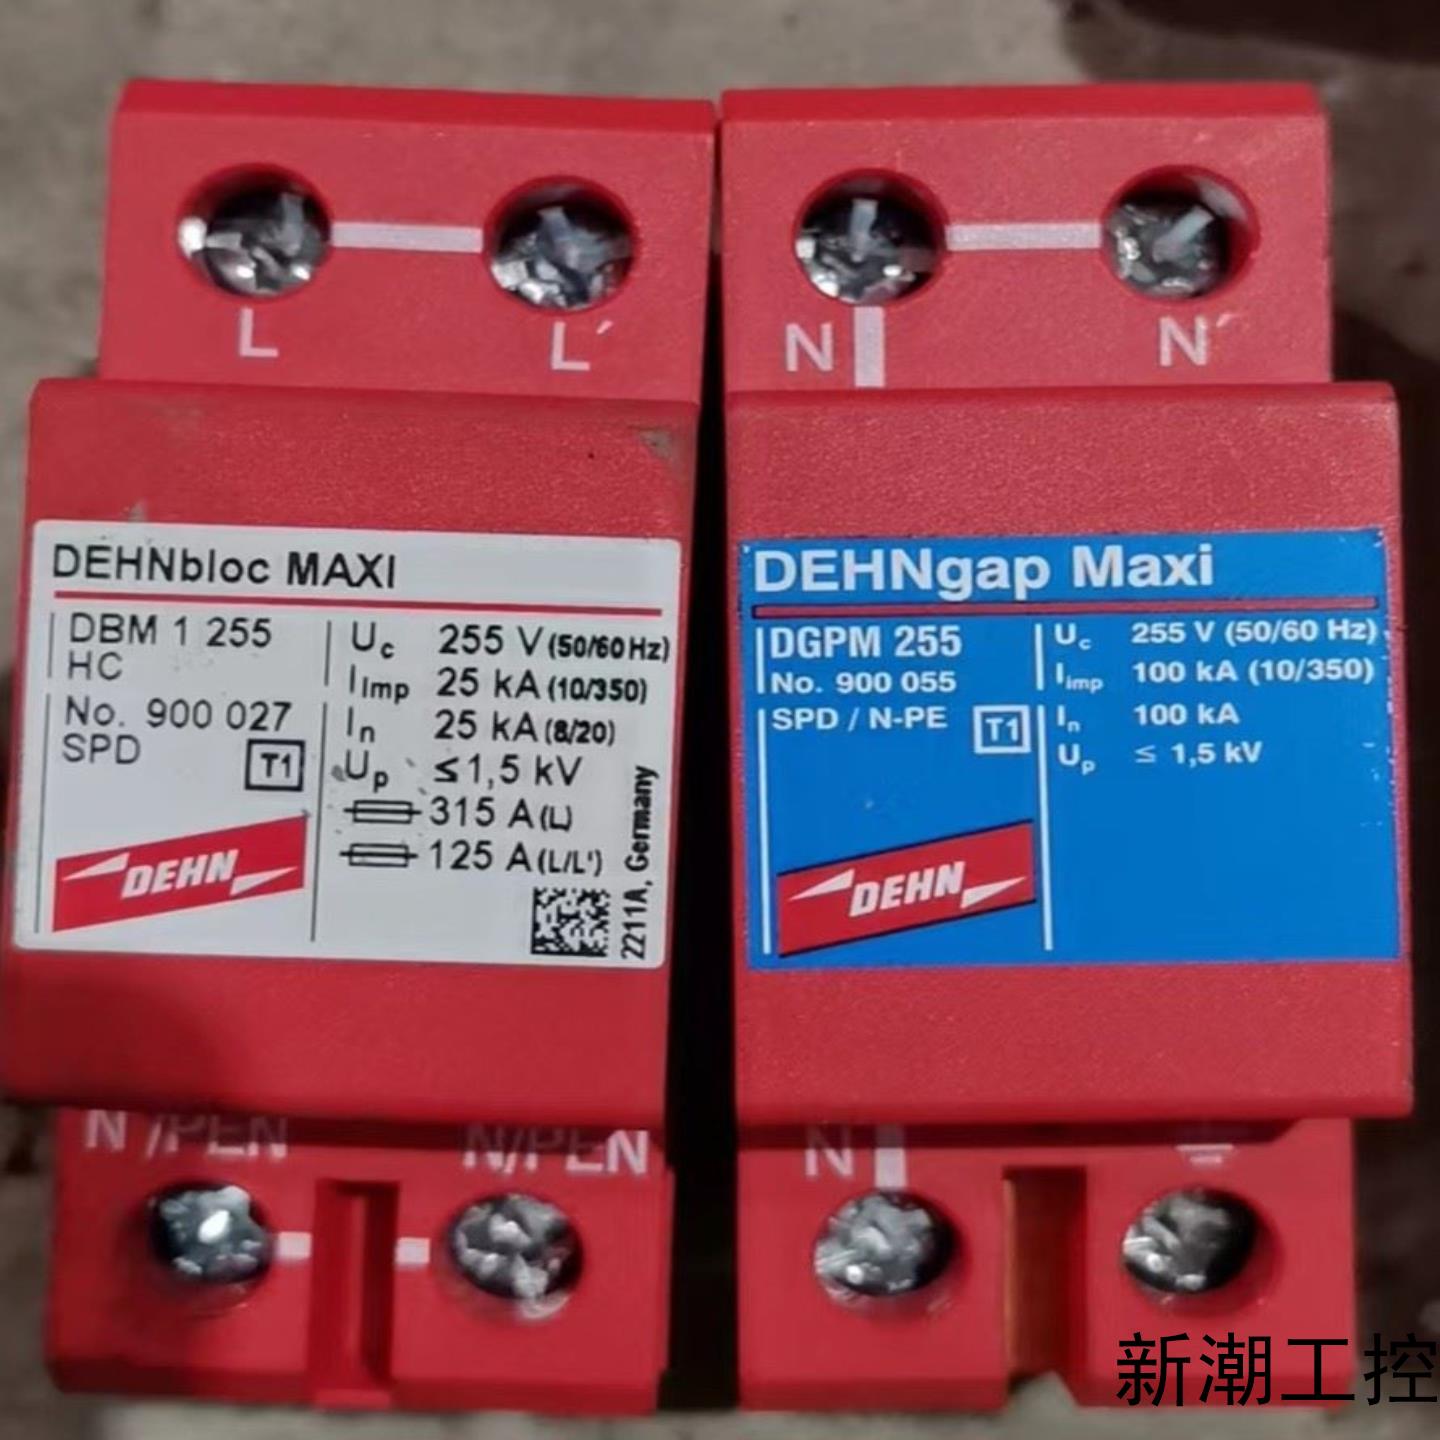 L
L´
DEHNbloc MAXI
DBM 1 255
HC
No. 900 027
SPD
T1
DEHN
Uc 255 V (50/60 Hz)
IImp 25 kA (10/350)
In 25 kA (8/20)
Up ≤ 1,5 kV
315 A (L)
125 A (L/L')
2211A, Germany
N´/PEN
N/PEN
N
N´
DEHNgap Maxi
DGPM 255
No. 900 055
SPD / N-PE
T1
DEHN
Uc 255 V (50/60 Hz)
Iimp 100 kA (10/350)
In 100 kA
Up ≤ 1,5 kV
N
新潮工控